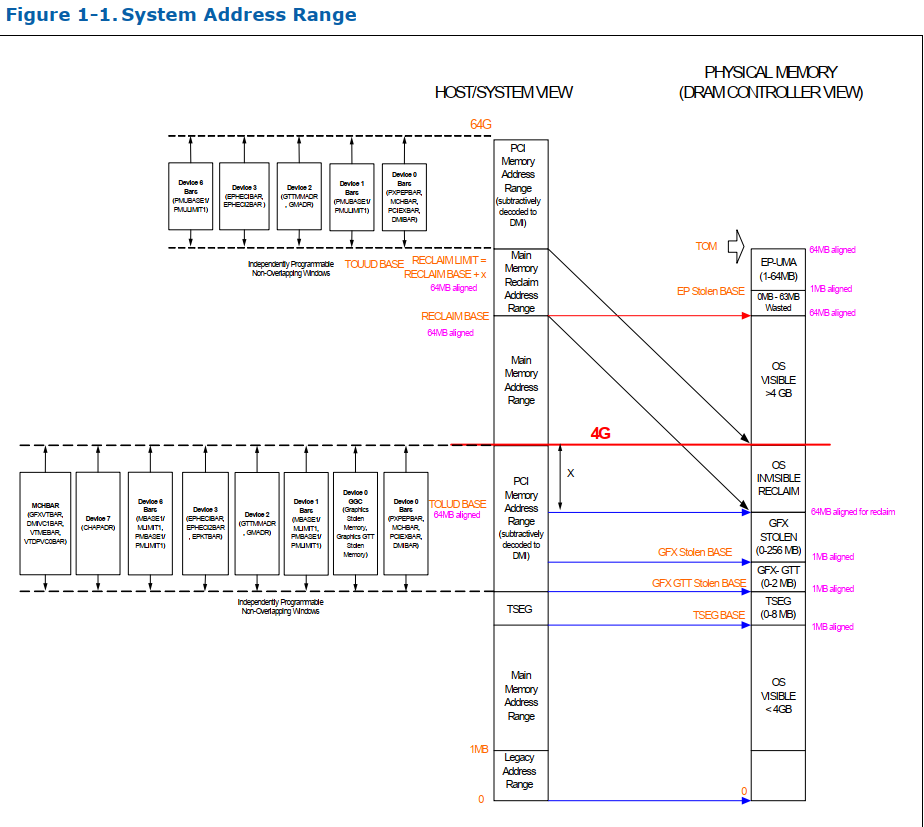 Figure 1-1. System Address Range
PHYSICAL MEMORY
(DRAM CONTROLLER VIEW)
HOST/SYSTEM VIEW
64G
Device 6
Bars
(PMUBASE1/
PMULIMIT1)
Device 3
(EPHECIBAR,
EPHECI2BAR )
Device 2
(GTTMMADR
, GMADR)
Device 1
Bars
(PMUBASE1/
PMULIMIT1)
Device 0
Bars
(PXPEPBAR,
MCHBAR,
PCIEXBAR,
DMIBAR)
PCI
Memory
Address
Range
(subtractively
decoded to
DMI)
Independently Programmable
Non-Overlapping Windows
TOUUD BASE
RECLAIM LIMIT =
RECLAIM BASE + x
64MB aligned
RECLAIM BASE
64MB aligned
Main
Memory
Reclaim
Address
Range
TOM
64MB aligned
EP-UMA
(1-64MB)
EP Stolen BASE
1MB aligned
0MB - 63MB
Wasted
64MB aligned
Main
Memory
Address
Range
OS
VISIBLE
>4 GB
4G
MCHBAR
(GFXVTBAR,
DMIVC1BAR,
VTMEBAR,
VTDPVC0BAR)
Device 7
(CHAPADR)
Device 6
Bars
(MBASE1/
MLIMIT1,
PMBASE1/
PMLIMIT1)
Device 3
(EPHECIBAR,
EPHECI2BAR
, EPKTBAR)
Device 2
(GTTMMADR
, GMADR)
Device 1
Bars
(MBASE1/
MLIMIT1,
PMBASE1/
PMLIMIT1)
Device 0
GGC
(Graphics
Stolen
Memory,
Graphics GTT
Stolen
Memory)
Device 0
Bars
(PXPEPBAR,
MCHBAR,
PCIEXBAR,
DMIBAR)
TOLUD BASE
64MB aligned
PCI
Memory
Address
Range
(subtractively
decoded to
DMI)
X
OS
INVISIBLE
RECLAIM
64MB aligned for reclaim
GFX
STOLEN
(0-256 MB)
GFX Stolen BASE
1MB aligned
GFX- GTT
(0-2 MB)
GFX GTT Stolen BASE
1MB aligned
Independently Programmable
Non-Overlapping Windows
TSEG
TSEG
(0-8 MB)
TSEG BASE
1MB aligned
Main
Memory
Address
Range
OS
VISIBLE
< 4GB
1MB
Legacy
Address
Range
0
0